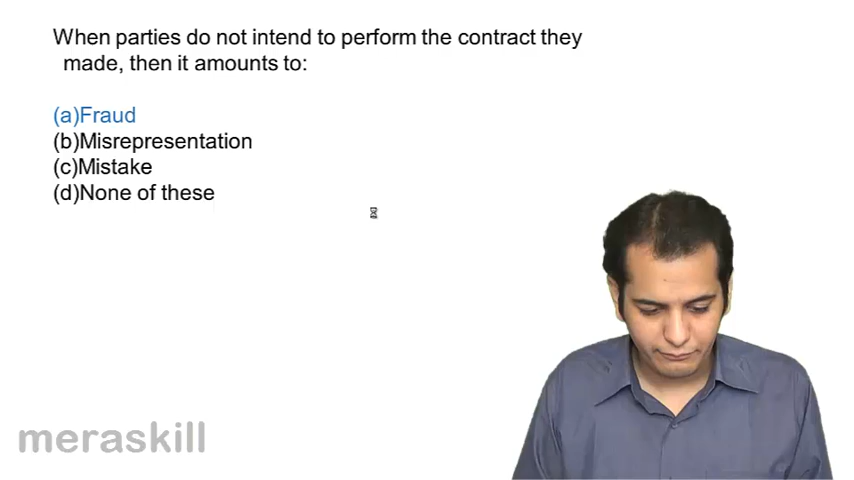 When parties do not intend to perform the contract they
made, then it amounts to:
(a)Fraud
(b)Misrepresentation
(c)Mistake
(d)None of these
meraskill